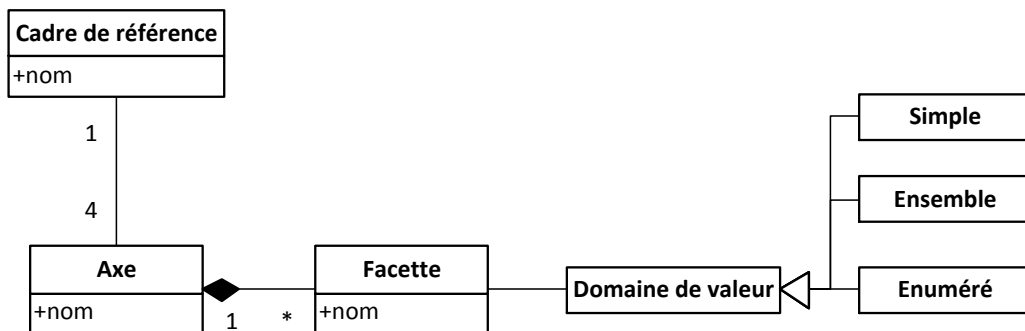 Cadre de référence
+nom
1
4
Simple
Ensemble
Axe
+nom
1
*
Facette
+nom
Domaine de valeur
Enuméré